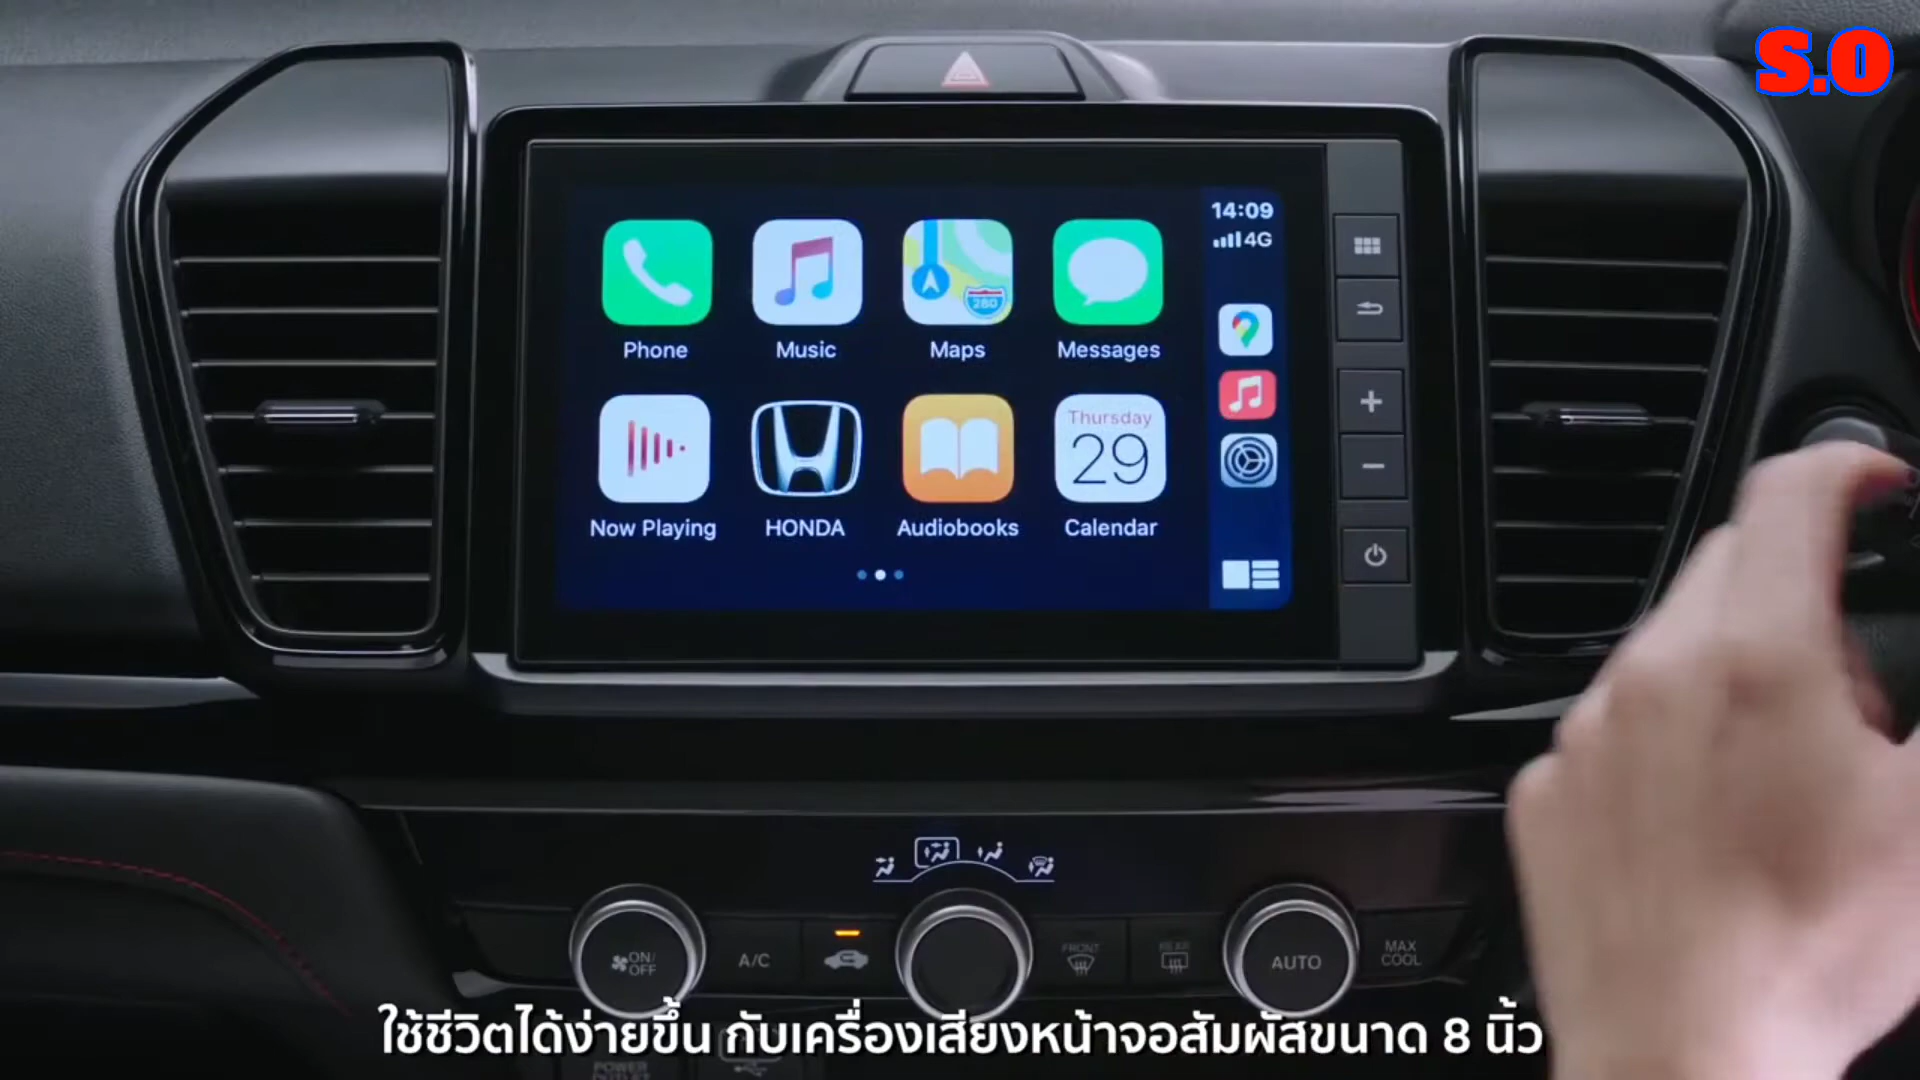 S.O
14:09
4G
280
Phone
Music
Maps
Messages
Thursday
29
Now Playing
HONDA
Audiobooks
Calendar
ON/
OFF
A/C
FRONT
REAR
AUTO
MAX
COOL
ใช้ชีวิตได้ง่ายขึ้น กับเครื่องเสียงหน้าจอสัมผัสขนาด 8 นิ้ว
POWER
OUTLET